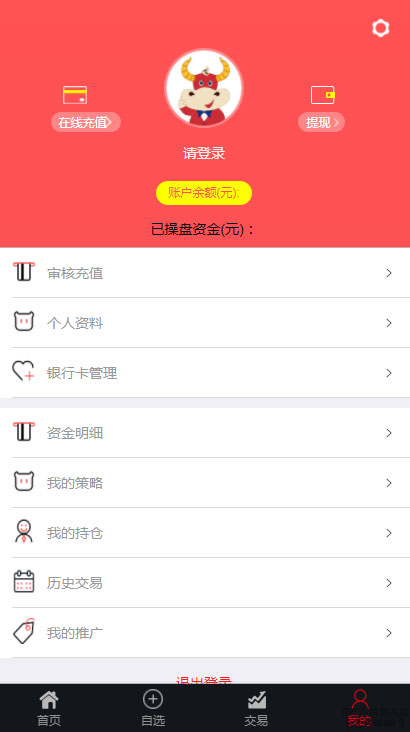 在线充值
提现
请登录
账户余额(元):
已操盘资金(元)：
审核充值
个人资料
银行卡管理
资金明细
我的策略
我的持仓
历史交易
我的推广
退出登录
首页
自选
交易
我的